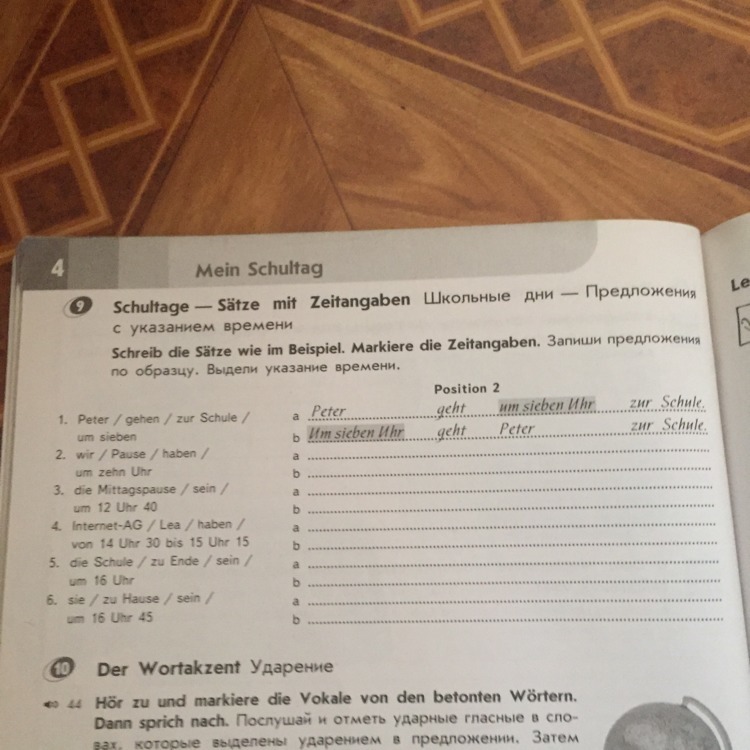 4 Mein Schultag
9 Schultage — Sätze mit Zeitangaben Школьные дни — Предложения
с указанием времени
Schreib die Sätze wie im Beispiel. Markiere die Zeitangaben. Запиши предложения
по образцу. Выдели указание времени.
Position 2
1. Peter / gehen / zur Schule /
um sieben
a Peter geht um sieben Uhr zur Schule.
b Um sieben Uhr geht Peter zur Schule.
2. wir / Pause / haben /
um zehn Uhr
a
b
3. die Mittagspause / sein /
um 12 Uhr 40
a
b
4. Internet-AG / Lea / haben /
von 14 Uhr 30 bis 15 Uhr 15
a
b
5. die Schule / zu Ende / sein /
um 16 Uhr
a
b
6. sie / zu Hause / sein /
um 16 Uhr 45
a
b
10 Der Wortakzent Ударение
44 Hör zu und markiere die Vokale von den betonten Wörtern.
Dann sprich nach. Послушай и отметь ударные гласные в сло-
вах, которые выделены ударением в предложении. Затем
Le